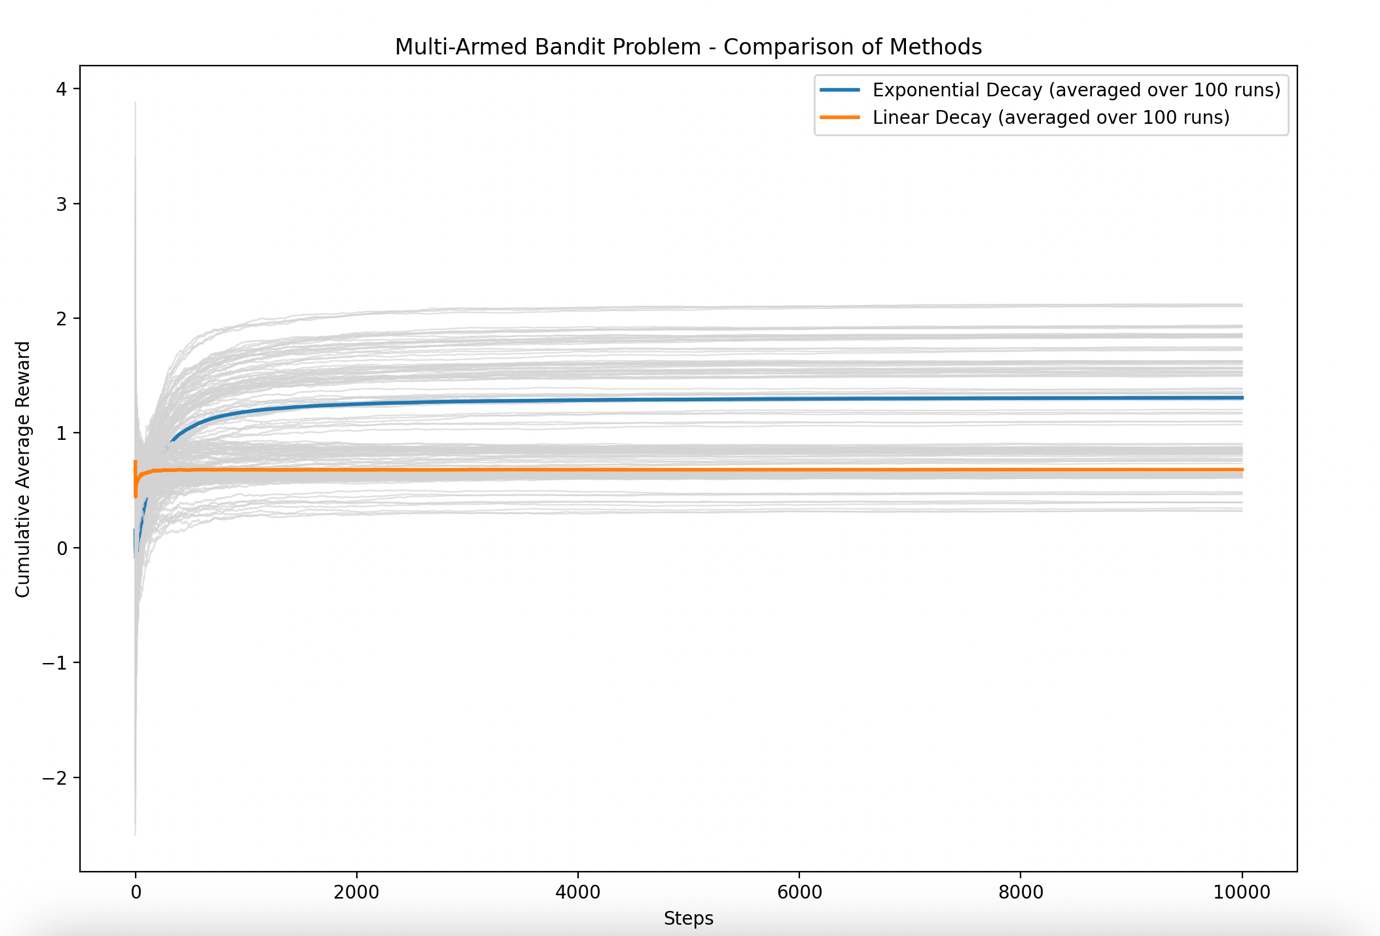 Multi-Armed Bandit Problem - Comparison of Methods
Exponential Decay (averaged over 100 runs)
Linear Decay (averaged over 100 runs)
Cumulative Average Reward
4
3
2
1
0
−1
−2
0 2000 4000 6000 8000 10000
Steps